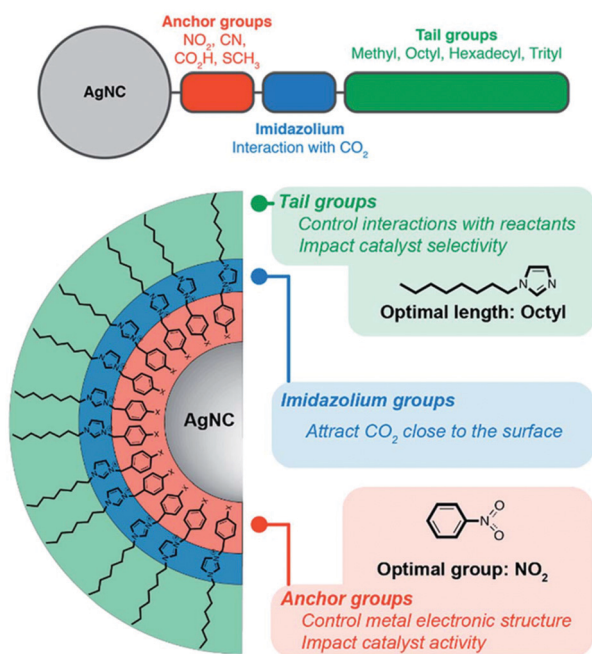 Anchor groups
NO2, CN,
CO2H, SCH3
Tail groups
Methyl, Octyl, Hexadecyl, Trityl
AgNC
Imidazolium
Interaction with CO2
Tail groups
Control interactions with reactants
Impact catalyst selectivity
N
N
Optimal length: Octyl
AgNC
Imidazolium groups
Attract CO2 close to the surface
O
N
O
Optimal group: NO2
Anchor groups
Control metal electronic structure
Impact catalyst activity